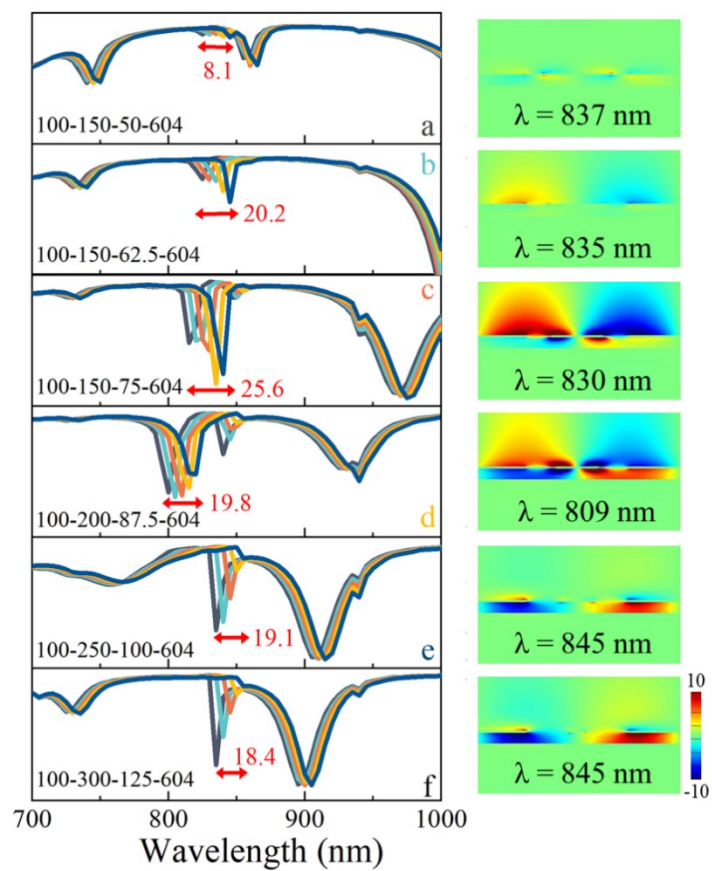 8.1
100-150-50-604
a
λ = 837 nm
b
20.2
100-150-62.5-604
λ = 835 nm
c
100-150-75-604
25.6
λ = 830 nm
19.8
100-200-87.5-604
d
λ = 809 nm
19.1
100-250-100-604
e
λ = 845 nm
18.4
100-300-125-604
f
λ = 845 nm
10
-10
700 800 900 1000
Wavelength (nm)